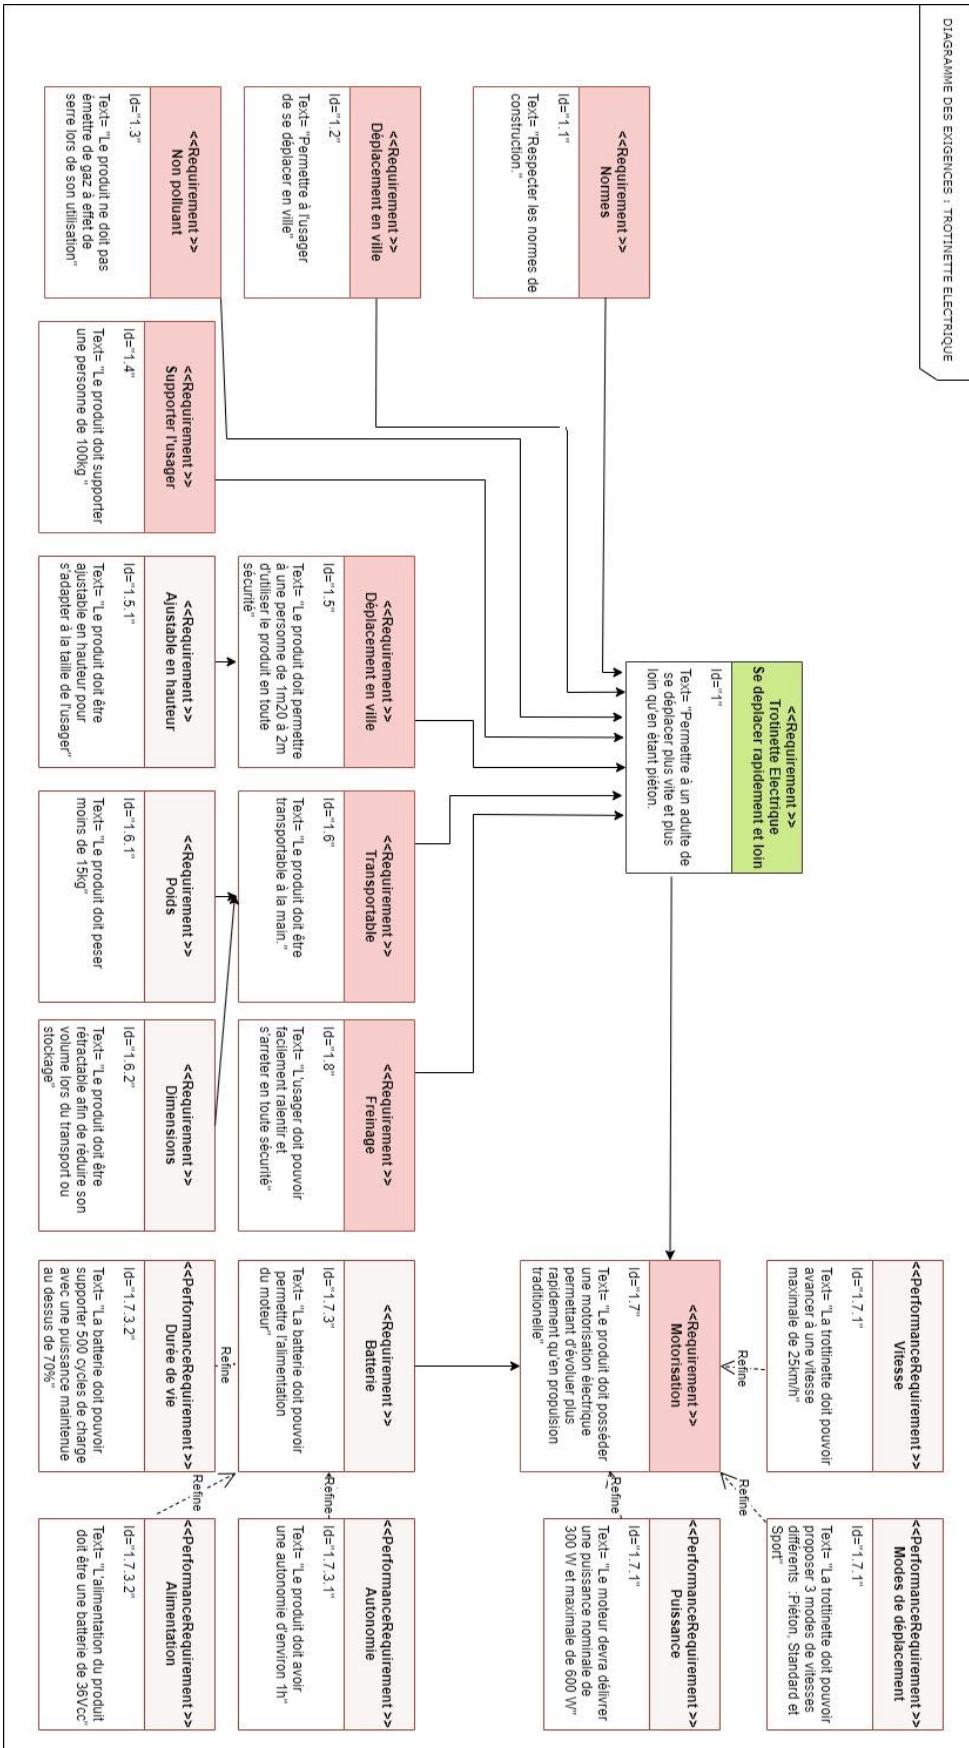 DIAGRAMME DES EXIGENCES : TROTINETTE ELECTRIQUE
<<Requirement >>
Trotinette Electrique
Se deplacer rapidement et loin
Id="1"
Text= "Permettre à un adulte de
se déplacer plus vite et plus
loin qu'en étant piéton.
<<Requirement >>
Normes
Id="1.1"
Text= "Respecter les normes de
construction."
<<Requirement >>
Déplacement en ville
Id="1.2"
Text= "Permettre à l'usager
de se déplacer en ville"
<<Requirement >>
Non polluant
Id="1.3"
Text= "Le produit ne doit pas
émettre de gaz à effet de
serre lors de son utilisation"
<<Requirement >>
Supporter l'usager
Id="1.4"
Text= "Le produit doit supporter
une personne de 100kg "
<<Requirement >>
Déplacement en ville
Id="1.5"
Text= "Le produit doit permettre
à une personne de 1m20 à 2m
d'utiliser le produit en toute
sécurité"
<<Requirement >>
Ajustable en hauteur
Id="1.5.1"
Text= "Le produit doit être
ajustable en hauteur pour
s'adapter à la taille de l'usager"
<<Requirement >>
Transportable
Id="1.6"
Text= "Le produit doit être
transportable à la main."
<<Requirement >>
Poids
Id="1.6.1"
Text= "Le produit doit peser
moins de 15kg"
<<Requirement >>
Dimensions
Id="1.6.2"
Text= "Le produit doit être
rétractable afin de réduire son
volume lors du transport ou
stockage"
<<Requirement >>
Freinage
Id="1.8"
Text= "L'usager doit pouvoir
facilement ralentir et
s'arreter en toute sécurité"
<<PerformanceRequirement >>
Vitesse
Id="1.7.1"
Text= "La trottinette doit pouvoir
avancer à une vitesse
maximale de 25km/h"
<<PerformanceRequirement >>
Modes de déplacement
Id="1.7.1"
Text= "La trottinette doit pouvoir
proposer 3 modes de vitesses
différents :Piéton, Standard et
Sport"
Refine
Refine
<<Requirement >>
Motorisation
Id="1.7"
Text= "Le produit doit posséder
une motorisation électrique
permettant d'évoluer plus
rapidement qu'en propulsion
traditionelle"
Refine
<<PerformanceRequirement >>
Puissance
Id="1.7.1"
Text= "Le moteur devra délivrer
une puissance nominale de
300 W et maximale de 600 W"
<<Requirement >>
Batterie
Id="1.7.3"
Text= "La batterie doit pouvoir
permettre l'alimentation
du moteur"
Refine
<<PerformanceRequirement >>
Autonomie
Id="1.7.3.1"
Text= "Le produit doit avoir
une autonomie d'environ 1h"
Refine
Refine
<<PerformanceRequirement >>
Durée de vie
Id="1.7.3.2"
Text= "La batterie doit pouvoir
supporter 500 cycles de charge
avec une puissance maintenue
au dessus de 70%"
<<PerformanceRequirement >>
Alimentation
Id="1.7.3.2"
Text= "L'alimentation du produit
doit être une batterie de 36Vcc"